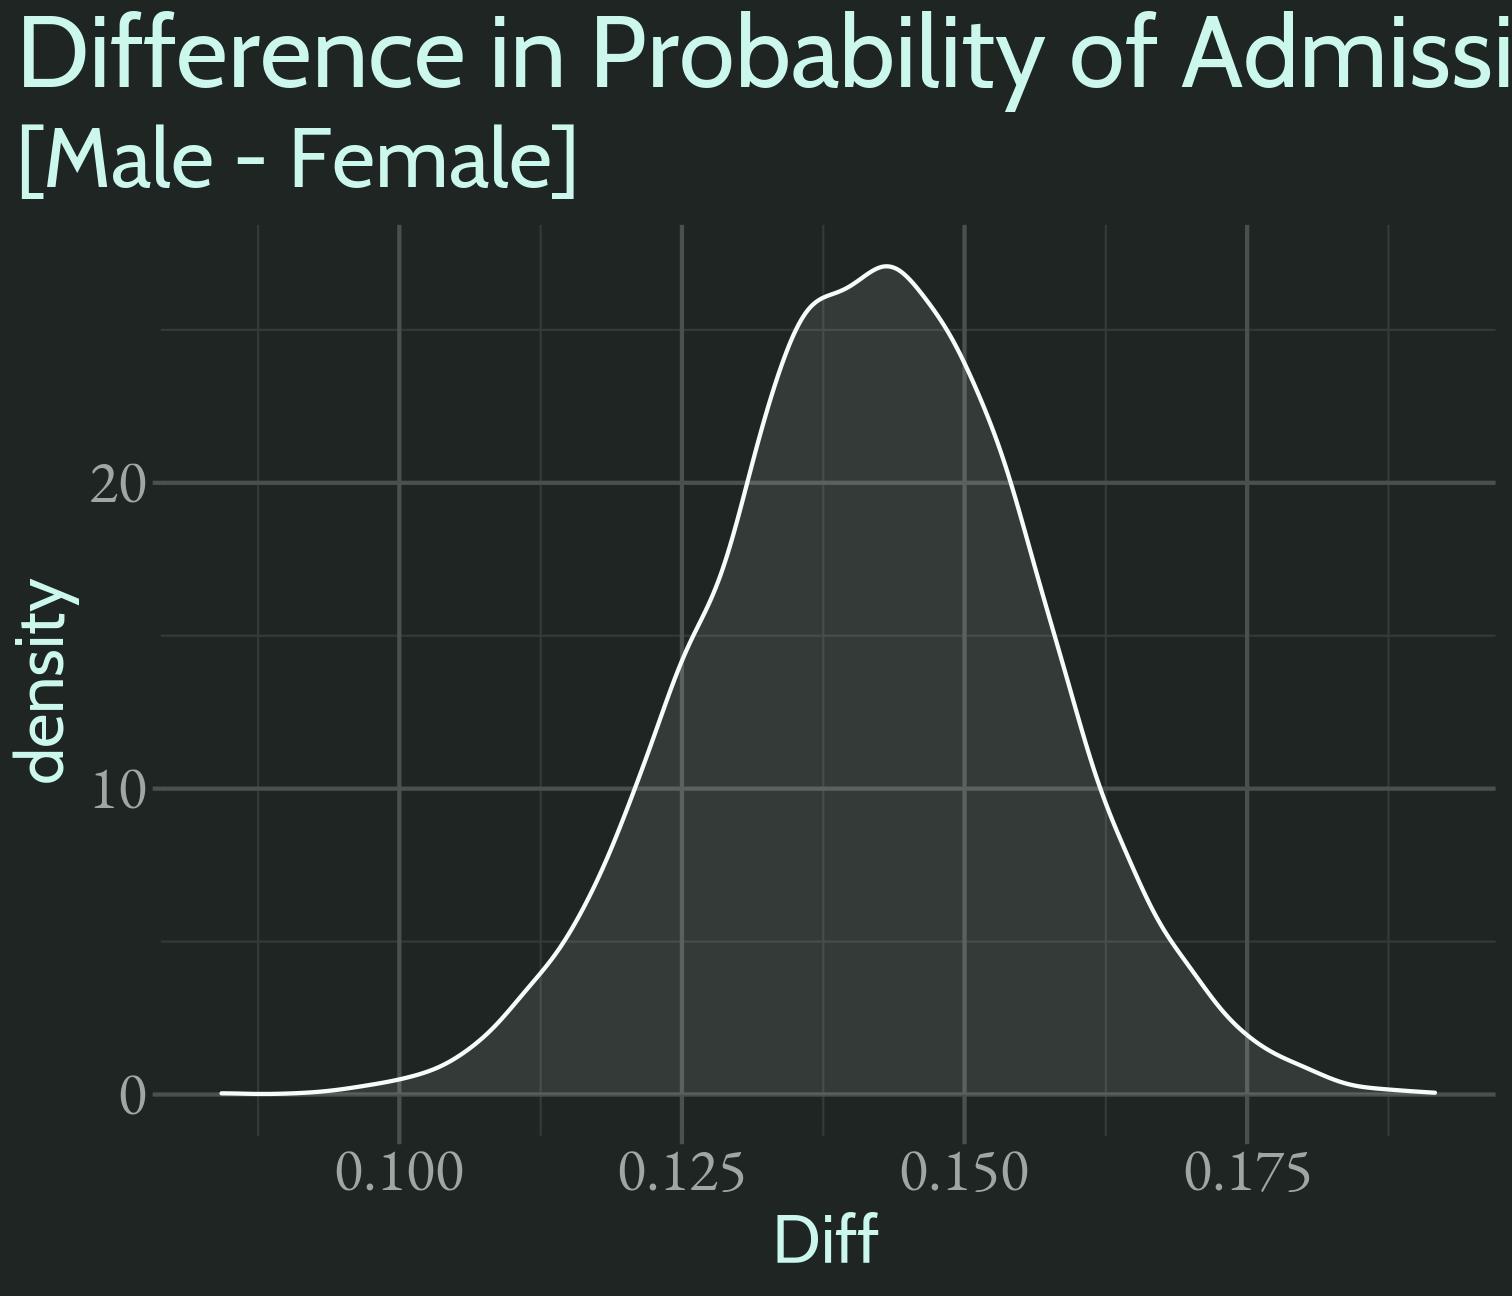 Difference in Probability of Admissi
[Male - Female]
density
20
10
0
0.100 0.125 0.150 0.175
Diff